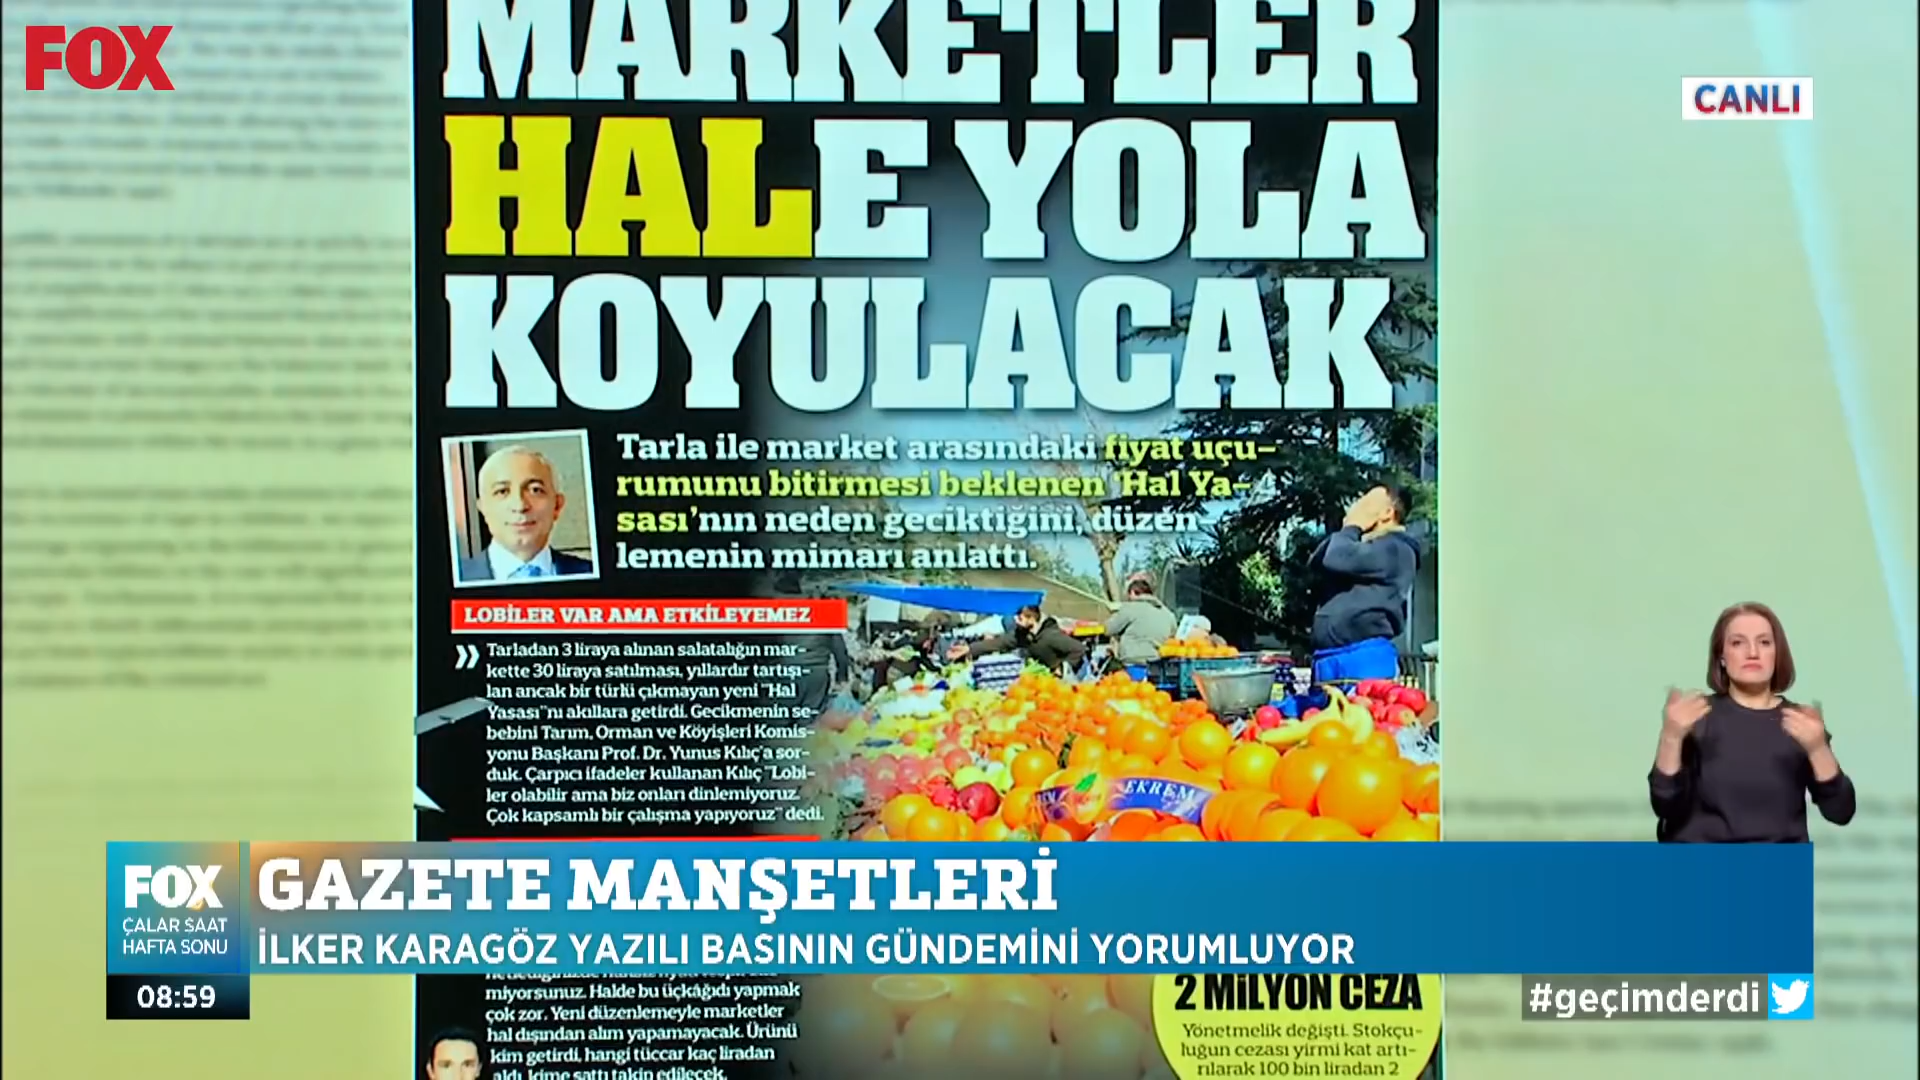 FOX
CANLI
MARKETLER
HALE YOLA
KOYULACAK
Tarla ile market arasındaki fiyat uçu-
rumunu bitirmesi beklenen 'Hal Ya-
sası'nın neden geciktiğini, düzen-
lemenin mimarı anlattı.
LOBİLER VAR AMA ETKİLEYEMEZ
» Tarladan 3 liraya alınan salatalığın mar-
kette 30 liraya satılması, yıllardır tartışı-
lan ancak bir türlü çıkmayan yeni "Hal
Yasası"nı akıllara getirdi. Gecikmenin se-
bebini Tarım, Orman ve Köyişleri Komis-
yonu Başkanı Prof. Dr. Yunus Kılıç'a sor-
duk. Çarpıcı ifadeler kullanan Kılıç "Lobi-
ler olabilir ama biz onları dinlemiyoruz.
Çok kapsamlı bir çalışma yapıyoruz" dedi.
EKREM
FOX
ÇALAR SAAT
HAFTA SONU
08:59
GAZETE MANŞETLERİ
İLKER KARAGÖZ YAZILI BASININ GÜNDEMİNİ YORUMLUYOR
#geçimderdi
miyorsunuz. Halde bu üçkâğıdı yapmak
çok zor. Yeni düzenlemeyle marketler
hal dışından alım yapamayacak. Ürünü
kim getirdi, hangi tüccar kaç liradan
aldı, kime sattı takip edilecek.
2 MİLYON CEZA
Yönetmelik değişti. Stokçu-
luğun cezası yirmi kat artı-
rılarak 100 bin liradan 2